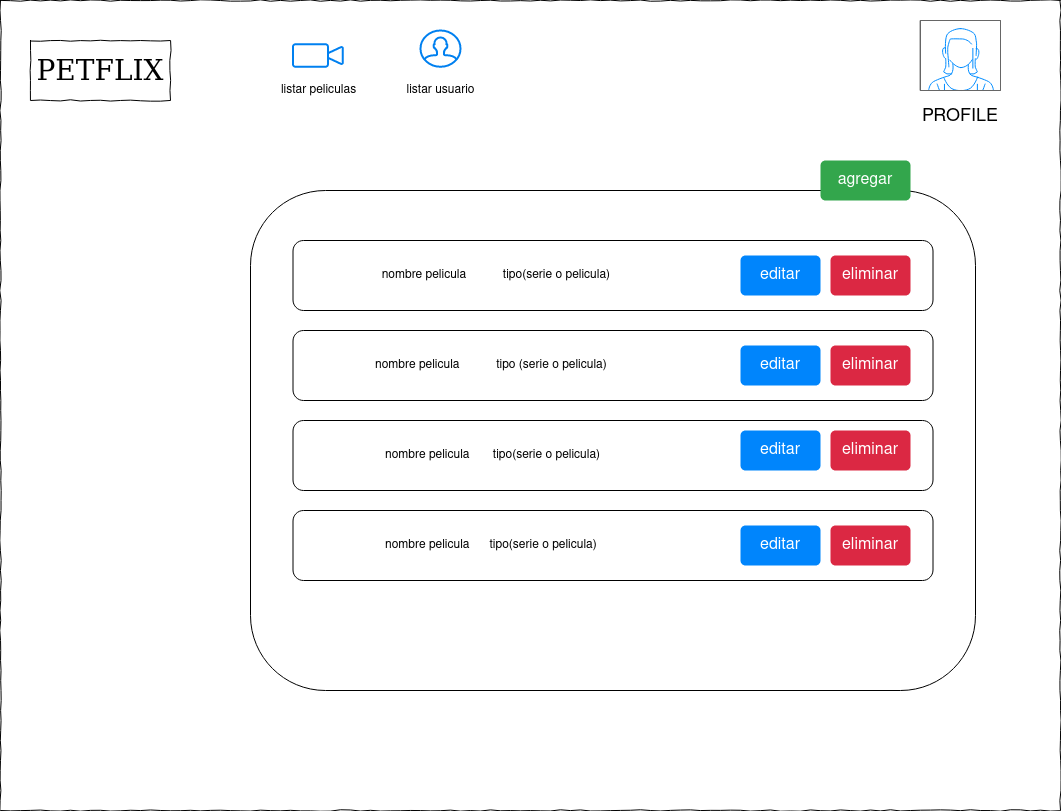 PETFLIX
listar peliculas
listar usuario
PROFILE
agregar
nombre pelicula tipo(serie o pelicula) editar eliminar
nombre pelicula tipo (serie o pelicula) editar eliminar
nombre pelicula tipo(serie o pelicula) editar eliminar
nombre pelicula tipo(serie o pelicula) editar eliminar